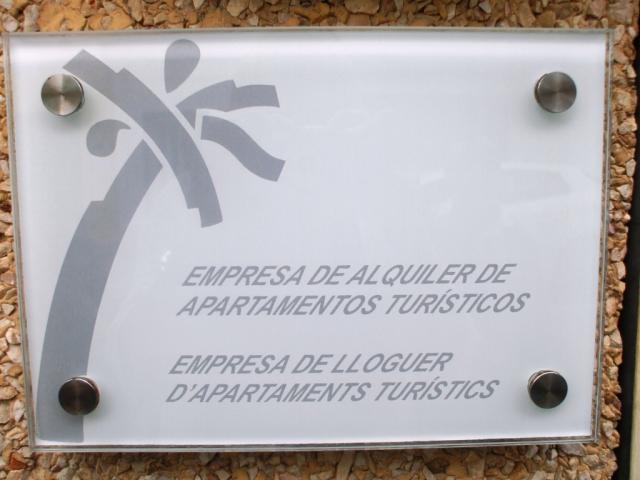 EMPRESA DE ALQUILER DE
APARTAMENTOS TURÍSTICOS
EMPRESA DE LLOGUER
D'APARTAMENTS TURÍSTICS